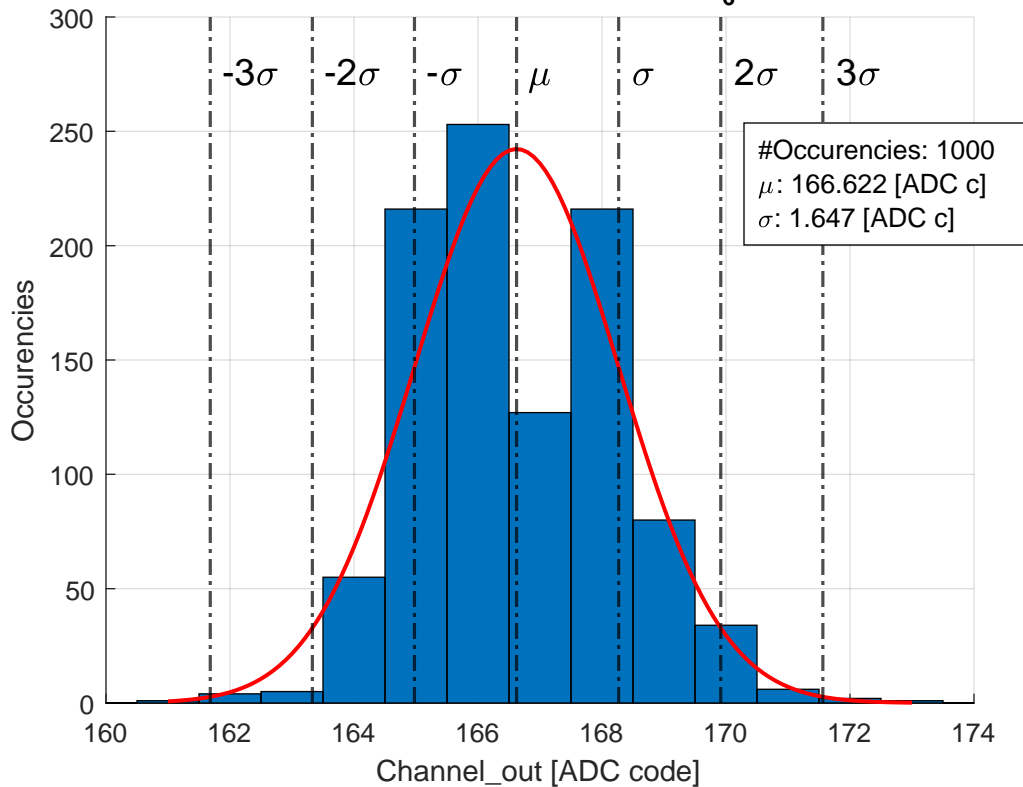 300
250
200
150
100
50
0
Occurencies
-3σ -2σ -σ μ σ 2σ 3σ
#Occurencies: 1000
μ: 166.622 [ADC c]
σ: 1.647 [ADC c]
160 162 164 166 168 170 172 174
Channel_out [ADC code]